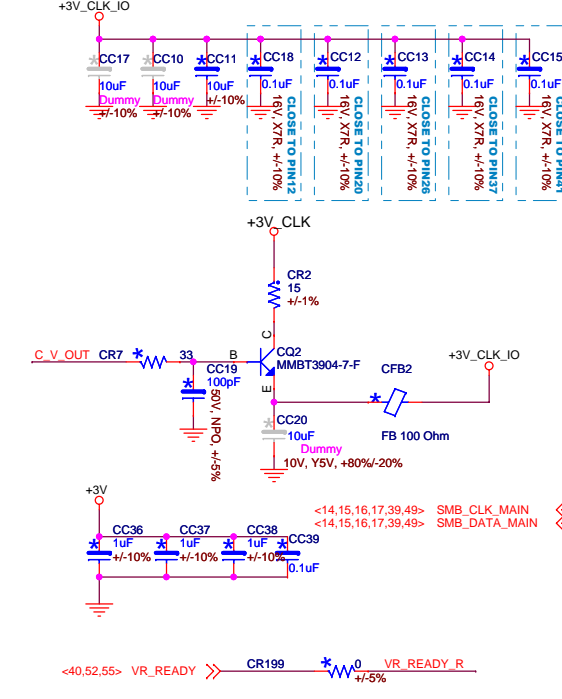 +3V_CLK_IO
CC17 CC10 CC11 CC18 CC12 CC13 CC14 CC15
10uF 10uF 10uF 0.1uF 0.1uF 0.1uF 0.1uF 0.1uF
Dummy Dummy +/-10%
+/-10% +/-10%
16V, X7R, +/-10% CLOSE TO PIN12
16V, X7R, +/-10% CLOSE TO PIN20
16V, X7R, +/-10% CLOSE TO PIN26
16V, X7R, +/-10% CLOSE TO PIN37
16V, X7R, +/-10% CLOSE TO PIN41
+3V_CLK
CR2
15
+/-1%
C
CQ2
MMBT3904-7-F
C_V_OUT CR7 33 B
E
CC19
100pF
50V, NPO, +/-5%
CFB2
+3V_CLK_IO
FB 100 Ohm
CC20
10uF
Dummy
10V, Y5V, +80%/-20%
+3V
CC36 CC37 CC38 CC39
1uF 1uF 1uF
+/-10% +/-10% +/-10%
0.1uF
<14,15,16,17,39,49> SMB_CLK_MAIN
<14,15,16,17,39,49> SMB_DATA_MAIN
<40,52,55> VR_READY CR199 0 VR_READY_R
+/-5%